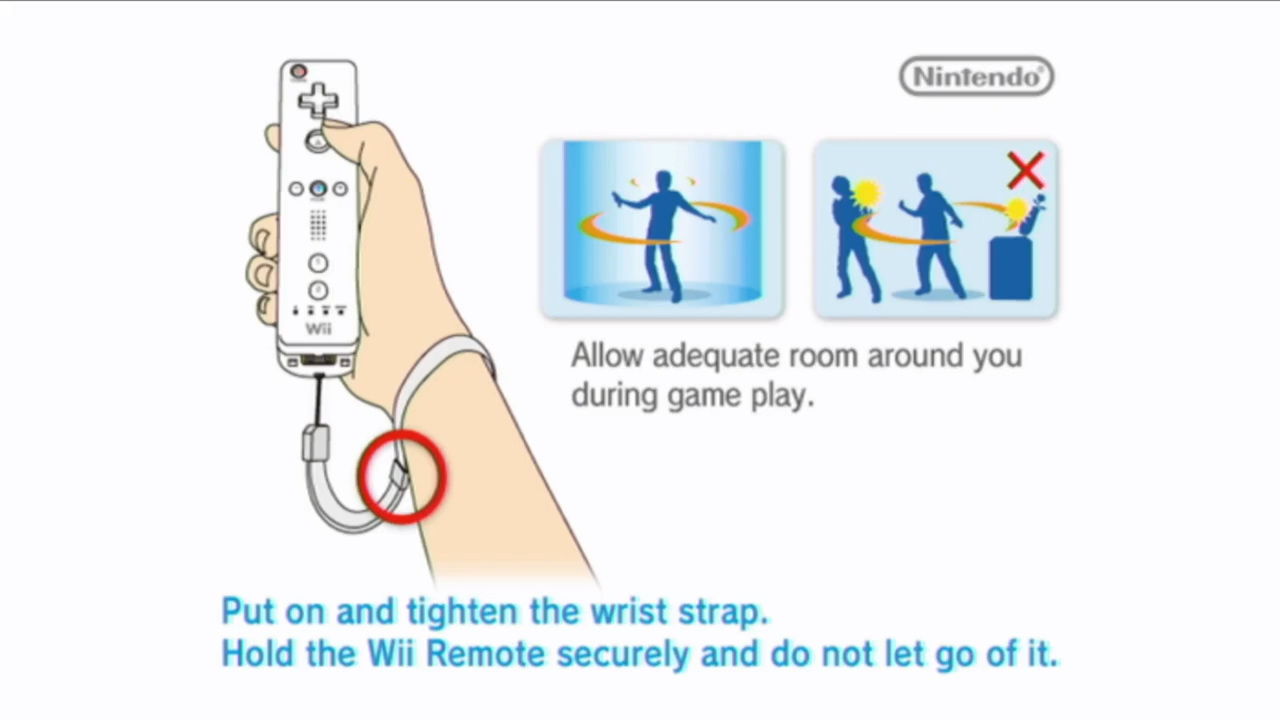 Nintendo®
Wii
Allow adequate room around you
during game play.
Put on and tighten the wrist strap.
Hold the Wii Remote securely and do not let go of it.